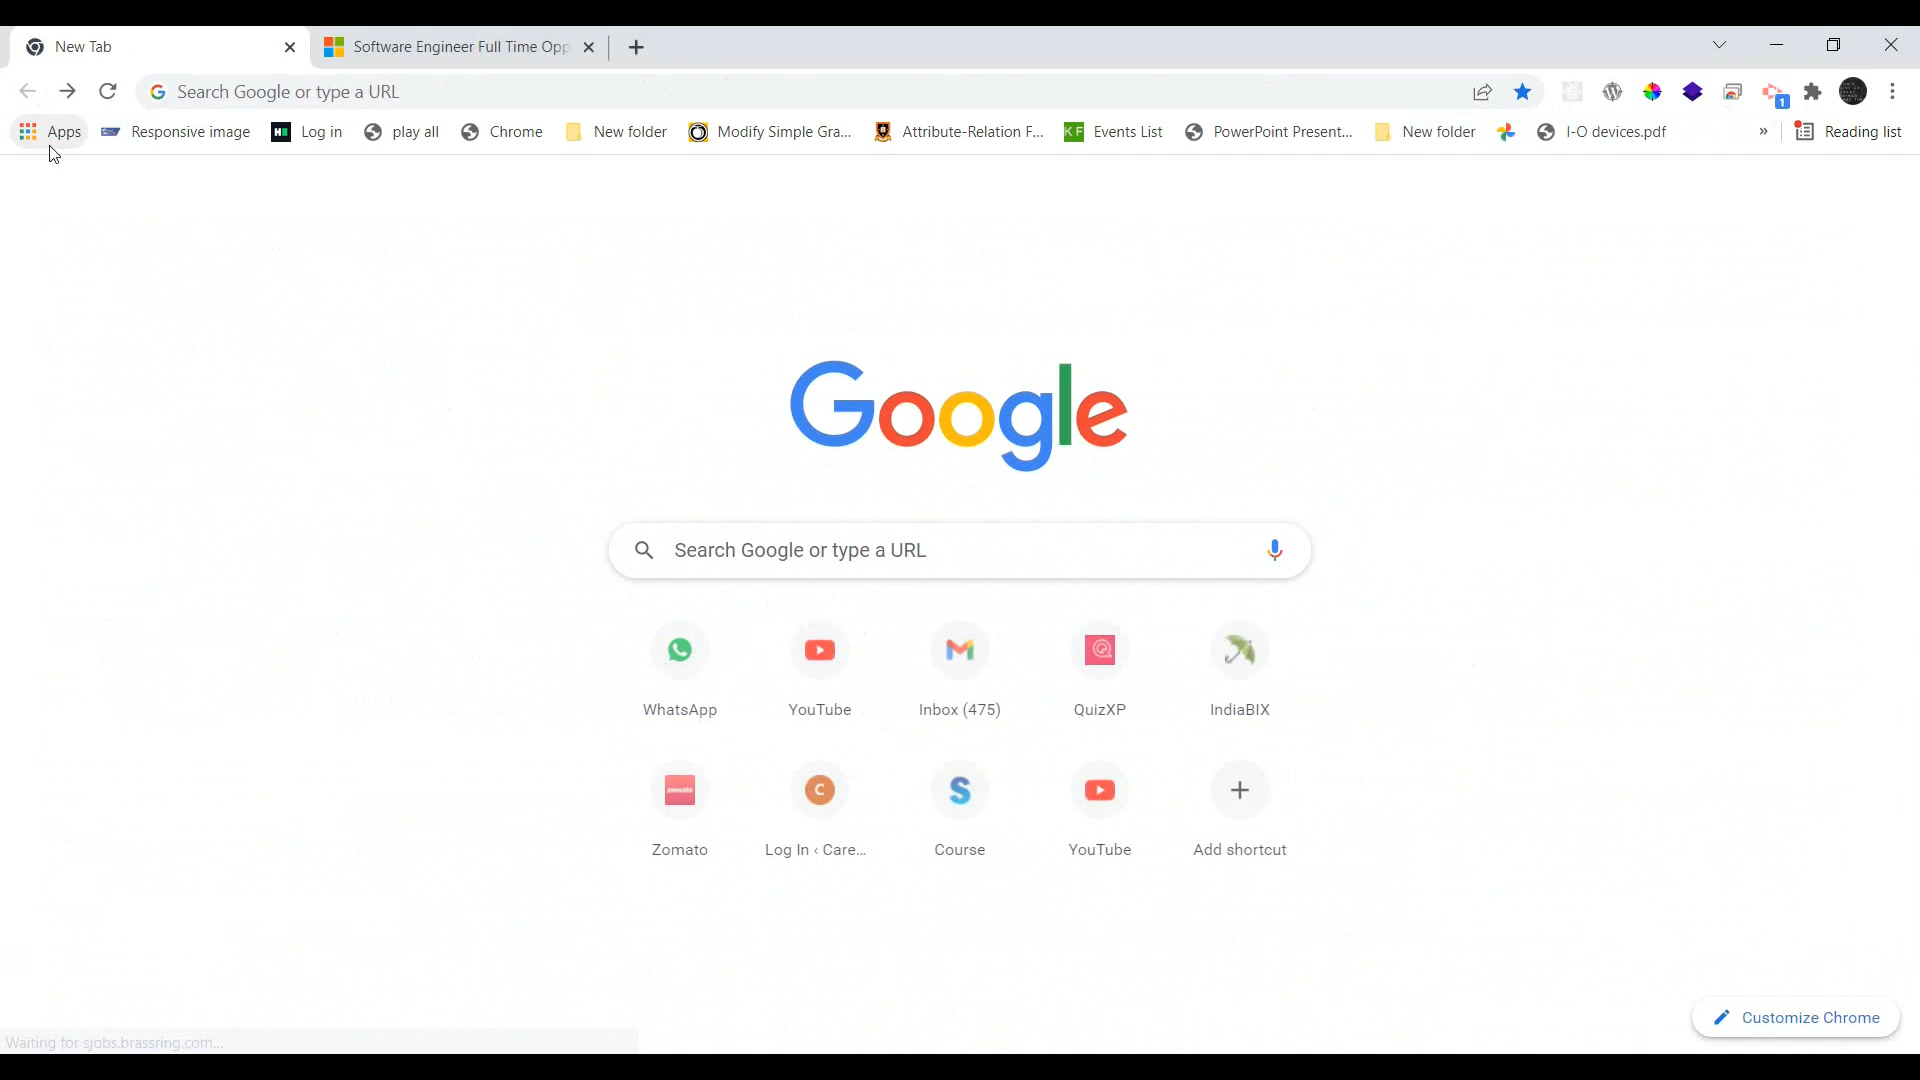 New Tab
Software Engineer Full Time Opp
Search Google or type a URL
1
Apps
Responsive image
Log in
play all
Chrome
New folder
Modify Simple Gra...
Attribute-Relation F...
KF Events List
PowerPoint Present...
New folder
I-O devices.pdf
»
Reading list
Google
Search Google or type a URL
WhatsApp
YouTube
Inbox (475)
QuizXP
IndiaBIX
zomato
C
S
Zomato
Log In ‹ Care...
Course
YouTube
Add shortcut
Customize Chrome
Waiting for sjobs.brassring.com...